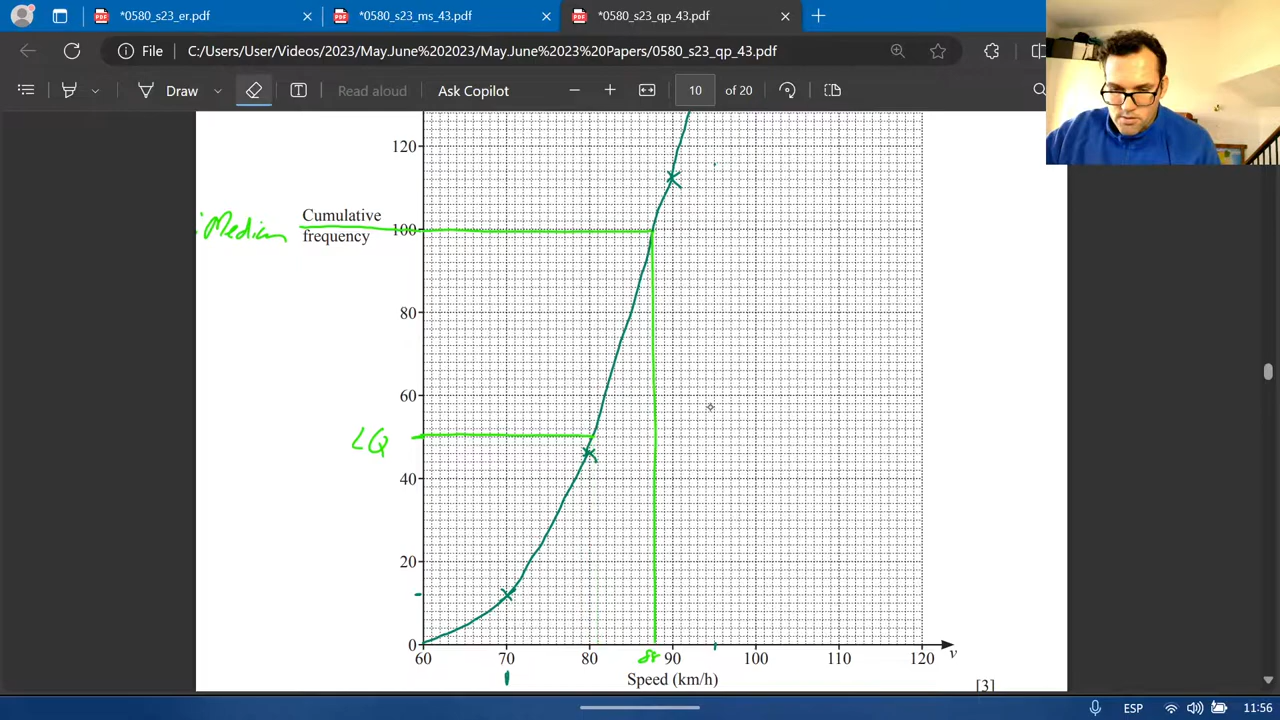 *0580_s23_er.pdf
*0580_s23_ms_43.pdf
*0580_s23_qp_43.pdf
File
C:/Users/User/Videos/2023/May.June%202023/May.June%2023%20Papers/0580_s23_qp_43.pdf
Draw
Read aloud
Ask Copilot
10
of 20
120
Cumulative
frequency
Median
100
80
60
LQ
40
20
0
60 70 80 90 100 110 120
v
88
Speed (km/h)
[3]
ESP
11:56